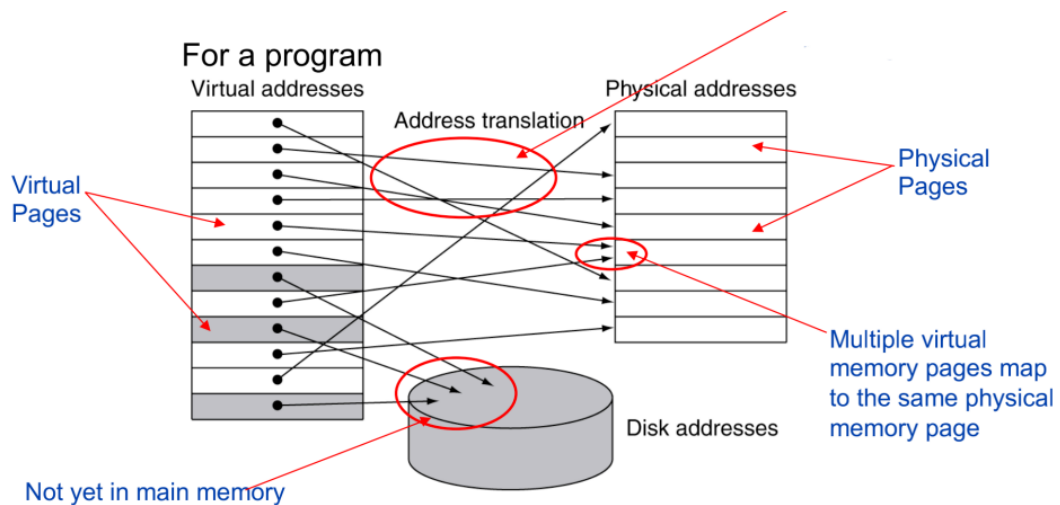 For a program
Virtual addresses
Physical addresses
Address translation
Virtual
Pages
Physical
Pages
Multiple virtual
memory pages map
to the same physical
memory page
Disk addresses
Not yet in main memory